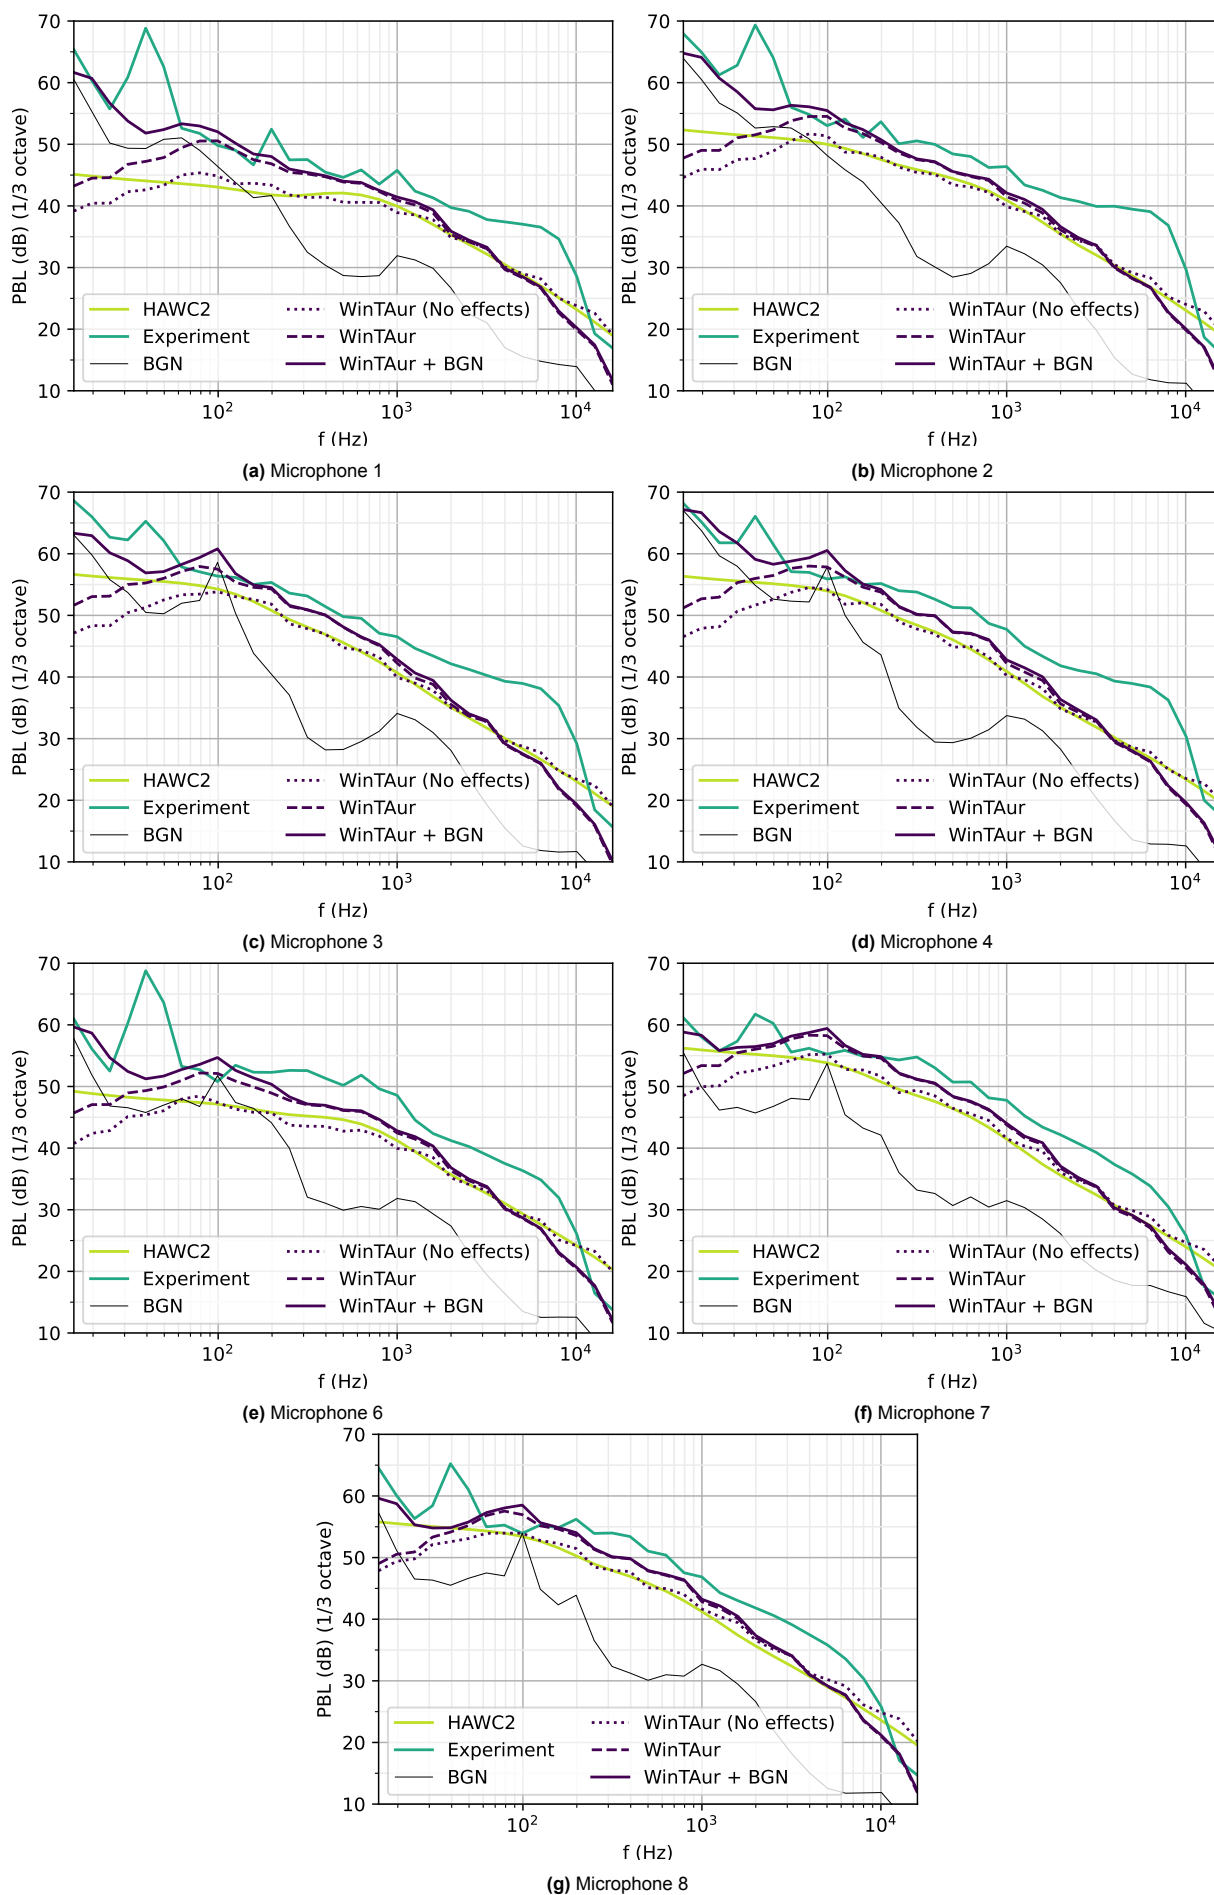 70
60
50
40
30
20
10
PBL (dB) (1/3 octave)
HAWC2
Experiment
BGN
WinTAur (No effects)
WinTAur
WinTAur + BGN
10²
10³
10⁴
f (Hz)
(a) Microphone 1
70
60
50
40
30
20
10
PBL (dB) (1/3 octave)
HAWC2
Experiment
BGN
WinTAur (No effects)
WinTAur
WinTAur + BGN
10²
10³
10⁴
f (Hz)
(b) Microphone 2
70
60
50
40
30
20
10
PBL (dB) (1/3 octave)
HAWC2
Experiment
BGN
WinTAur (No effects)
WinTAur
WinTAur + BGN
10²
10³
10⁴
f (Hz)
(c) Microphone 3
70
60
50
40
30
20
10
PBL (dB) (1/3 octave)
HAWC2
Experiment
BGN
WinTAur (No effects)
WinTAur
WinTAur + BGN
10²
10³
10⁴
f (Hz)
(d) Microphone 4
70
60
50
40
30
20
10
PBL (dB) (1/3 octave)
HAWC2
Experiment
BGN
WinTAur (No effects)
WinTAur
WinTAur + BGN
10²
10³
10⁴
f (Hz)
(e) Microphone 6
70
60
50
40
30
20
10
PBL (dB) (1/3 octave)
HAWC2
Experiment
BGN
WinTAur (No effects)
WinTAur
WinTAur + BGN
10²
10³
10⁴
f (Hz)
(f) Microphone 7
70
60
50
40
30
20
10
PBL (dB) (1/3 octave)
HAWC2
Experiment
BGN
WinTAur (No effects)
WinTAur
WinTAur + BGN
10²
10³
10⁴
f (Hz)
(g) Microphone 8